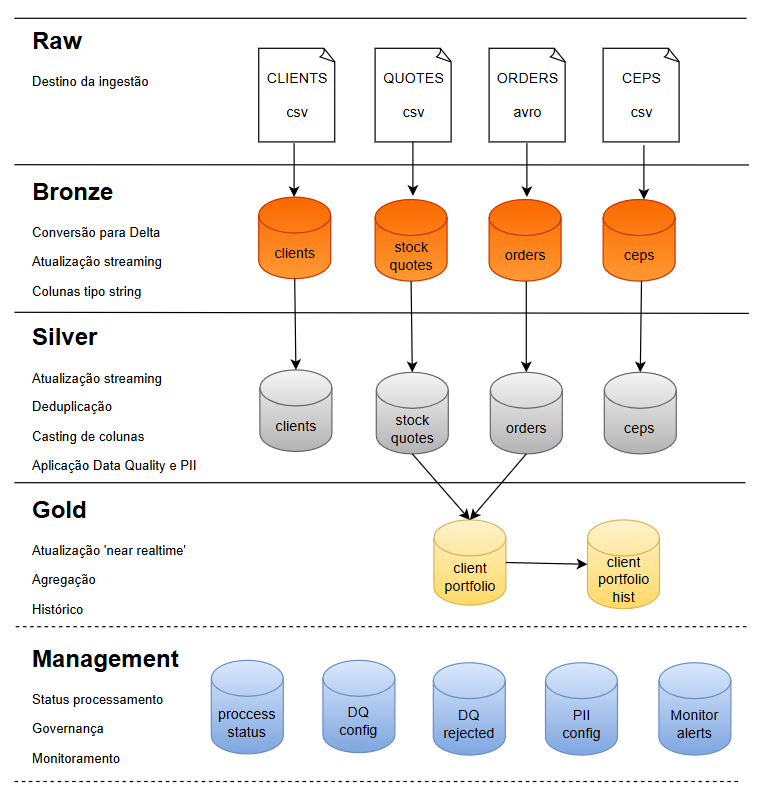 Raw
Destino da ingestão
CLIENTS
csv
QUOTES
csv
ORDERS
avro
CEPS
csv
Bronze
Conversão para Delta
Atualização streaming
Colunas tipo string
clients
stock
quotes
orders
ceps
Silver
Atualização streaming
Deduplicação
Casting de colunas
Aplicação Data Quality e PII
clients
stock
quotes
orders
ceps
Gold
Atualização 'near realtime'
Agregação
Histórico
client
portfolio
client
portfolio
hist
Management
Status processamento
Governança
Monitoramento
proccess
status
DQ
config
DQ
rejected
PII
config
Monitor
alerts